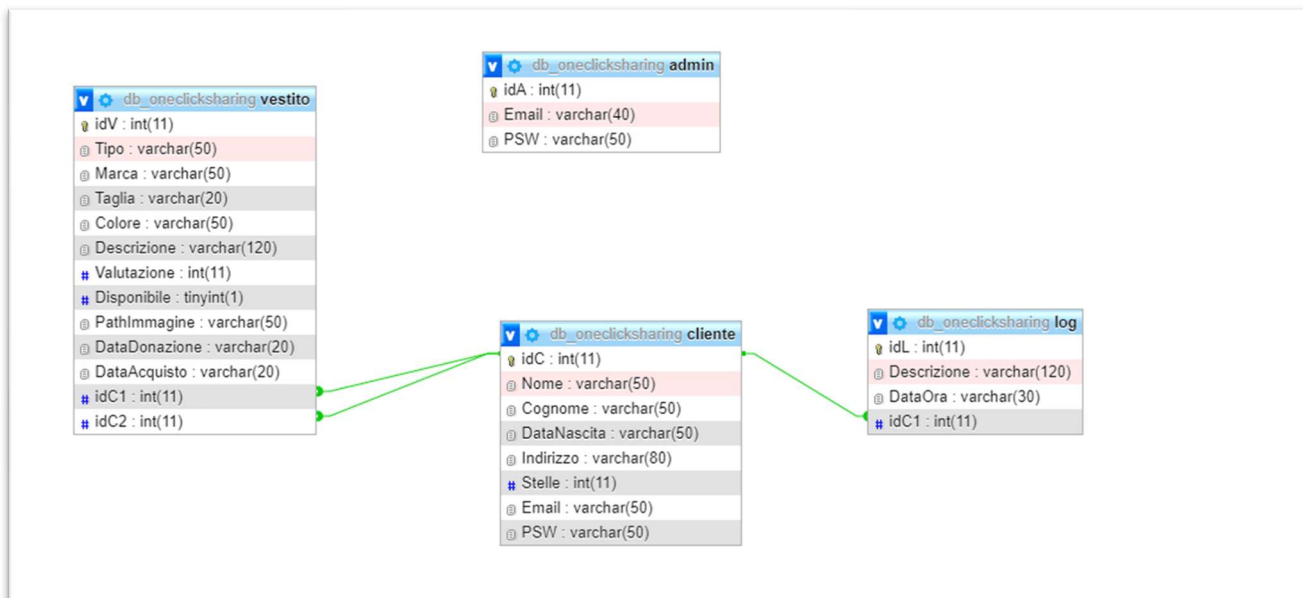 db_oneclicksharing vestito
idV : int(11)
Tipo : varchar(50)
Marca : varchar(50)
Taglia : varchar(20)
Colore : varchar(50)
Descrizione : varchar(120)
# Valutazione : int(11)
# Disponibile : tinyint(1)
PathImmagine : varchar(50)
DataDonazione : varchar(20)
DataAcquisto : varchar(20)
# idC1 : int(11)
# idC2 : int(11)
db_oneclicksharing admin
idA : int(11)
Email : varchar(40)
PSW : varchar(50)
db_oneclicksharing cliente
idC : int(11)
Nome : varchar(50)
Cognome : varchar(50)
DataNascita : varchar(50)
Indirizzo : varchar(80)
# Stelle : int(11)
Email : varchar(50)
PSW : varchar(50)
db_oneclicksharing log
idL : int(11)
Descrizione : varchar(120)
DataOra : varchar(30)
# idC1 : int(11)